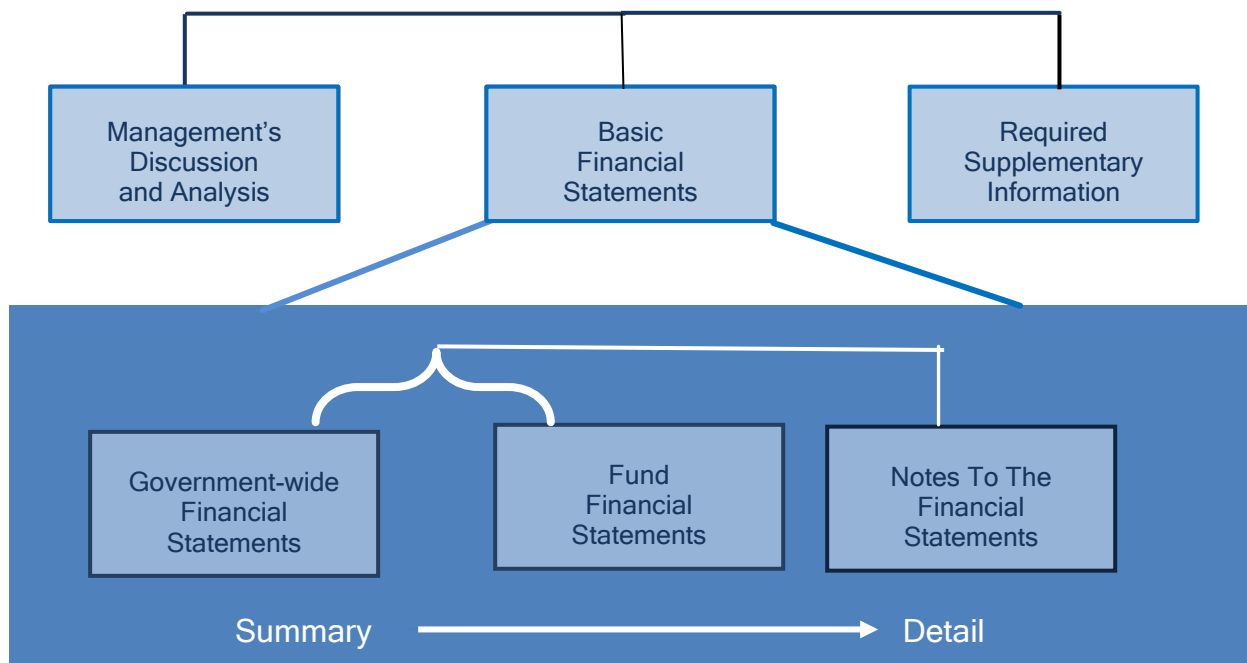 Management’s
Discussion
and Analysis
Basic
Financial
Statements
Required
Supplementary
Information
Government-wide
Financial
Statements
Fund
Financial
Statements
Notes To The
Financial
Statements
Summary
Detail